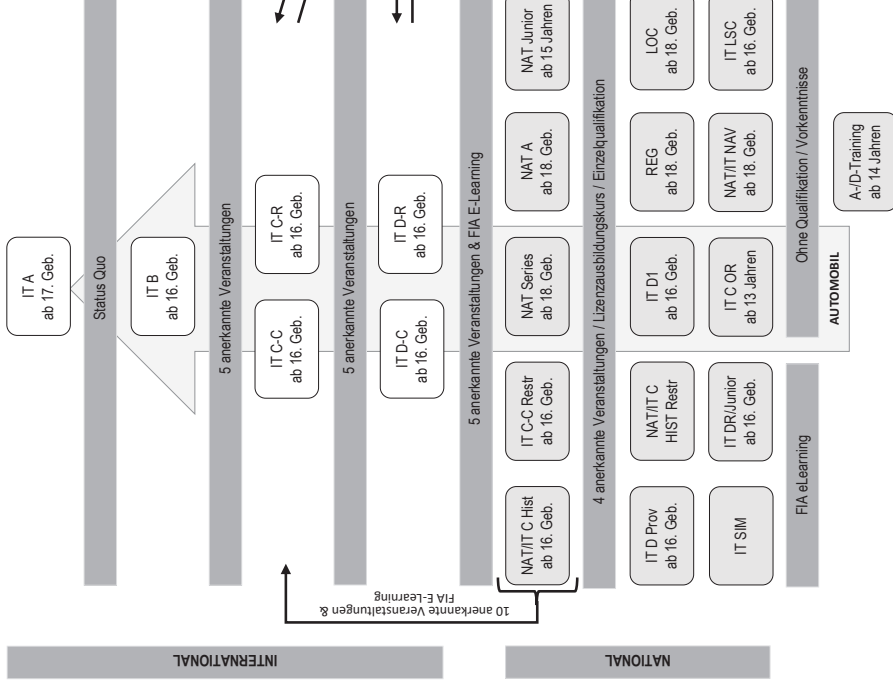 IT A
ab 17. Geb.
Status Quo
IT B
ab 16. Geb.
5 anerkannte Veranstaltungen
IT C-C
ab 16. Geb.
IT C-R
ab 16. Geb.
5 anerkannte Veranstaltungen
IT D-C
ab 16. Geb.
IT D-R
ab 16. Geb.
5 anerkannte Veranstaltungen & FIA E-Learning
NAT/IT C Hist
ab 16. Geb.
IT C-C Restr
ab 16. Geb.
NAT Series
ab 18. Geb.
NAT A
ab 18. Geb.
NAT Junior
ab 15 Jahren
4 anerkannte Veranstaltungen / Lizenzausbildungskurs / Einzelqualifikation
IT D Prov
ab 16. Geb.
NAT/IT C
HIST Restr
IT D1
ab 16. Geb.
REG
ab 18. Geb.
LOC
ab 18. Geb.
IT SIM
IT DR/Junior
ab 16. Geb.
IT C OR
ab 13 Jahren
NAT/IT NAV
ab 18. Geb.
IT LSC
ab 16. Geb.
FIA eLearning
Ohne Qualifikation / Vorkenntnisse
AUTOMOBIL
A-/D-Training
ab 14 Jahren
10 anerkannte Veranstaltungen &
FIA E-Learning
INTERNATIONAL
NATIONAL